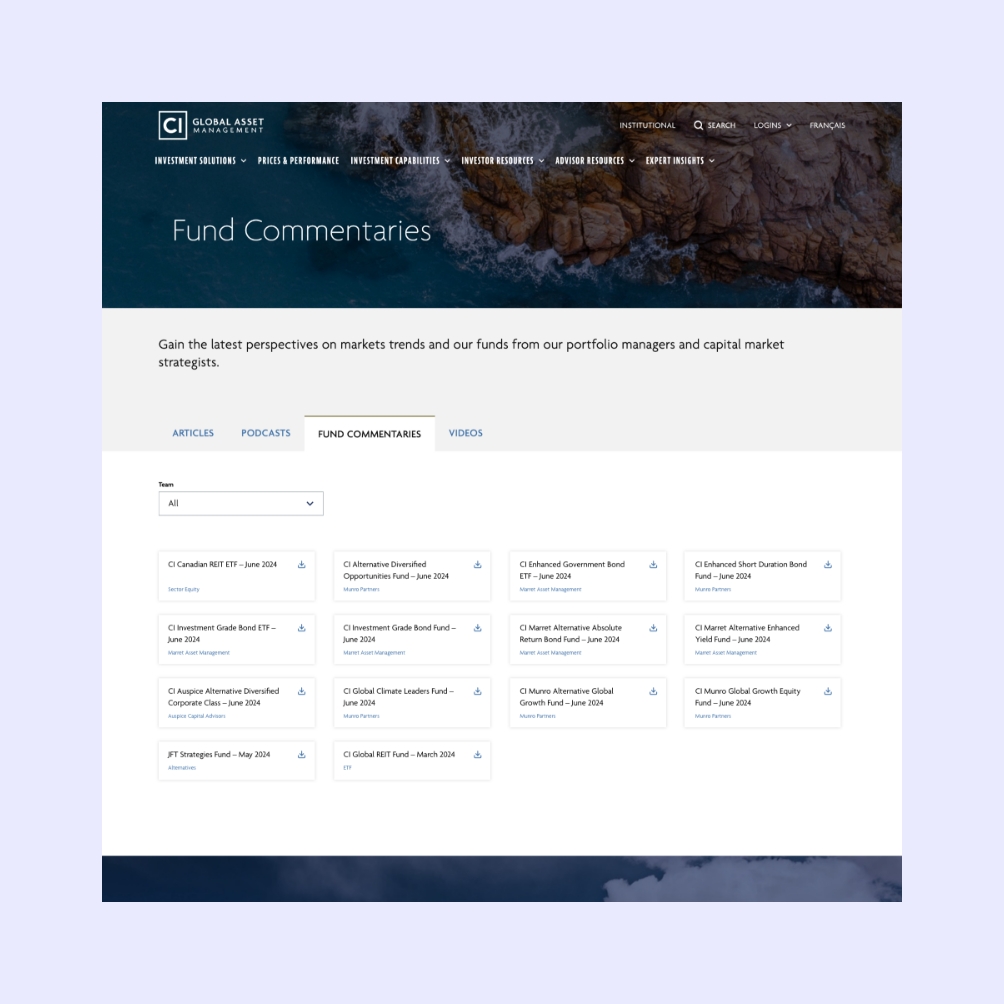 CI GLOBAL ASSET
MANAGEMENT
INSTITUTIONAL SEARCH LOGINS FRANÇAIS
INVESTMENT SOLUTIONS PRICES & PERFORMANCE INVESTMENT CAPABILITIES INVESTOR RESOURCES ADVISOR RESOURCES EXPERT INSIGHTS
Fund Commentaries
Gain the latest perspectives on markets trends and our funds from our portfolio managers and capital market
strategists.
ARTICLES PODCASTS FUND COMMENTARIES VIDEOS
Team
All
CI Canadian REIT ETF – June 2024
Sector Equity
CI Alternative Diversified
Opportunities Fund – June 2024
Munro Partners
CI Enhanced Government Bond
ETF – June 2024
Marret Asset Management
CI Enhanced Short Duration Bond
Fund – June 2024
Munro Partners
CI Investment Grade Bond ETF –
June 2024
Marret Asset Management
CI Investment Grade Bond Fund –
June 2024
Marret Asset Management
CI Marret Alternative Absolute
Return Bond Fund – June 2024
Marret Asset Management
CI Marret Alternative Enhanced
Yield Fund – June 2024
Marret Asset Management
CI Auspice Alternative Diversified
Corporate Class – June 2024
Auspice Capital Advisors
CI Global Climate Leaders Fund –
June 2024
Munro Partners
CI Munro Alternative Global
Growth Fund – June 2024
Munro Partners
CI Munro Global Growth Equity
Fund – June 2024
Munro Partners
JFT Strategies Fund – May 2024
Alternatives
CI Global REIT Fund – March 2024
ETF